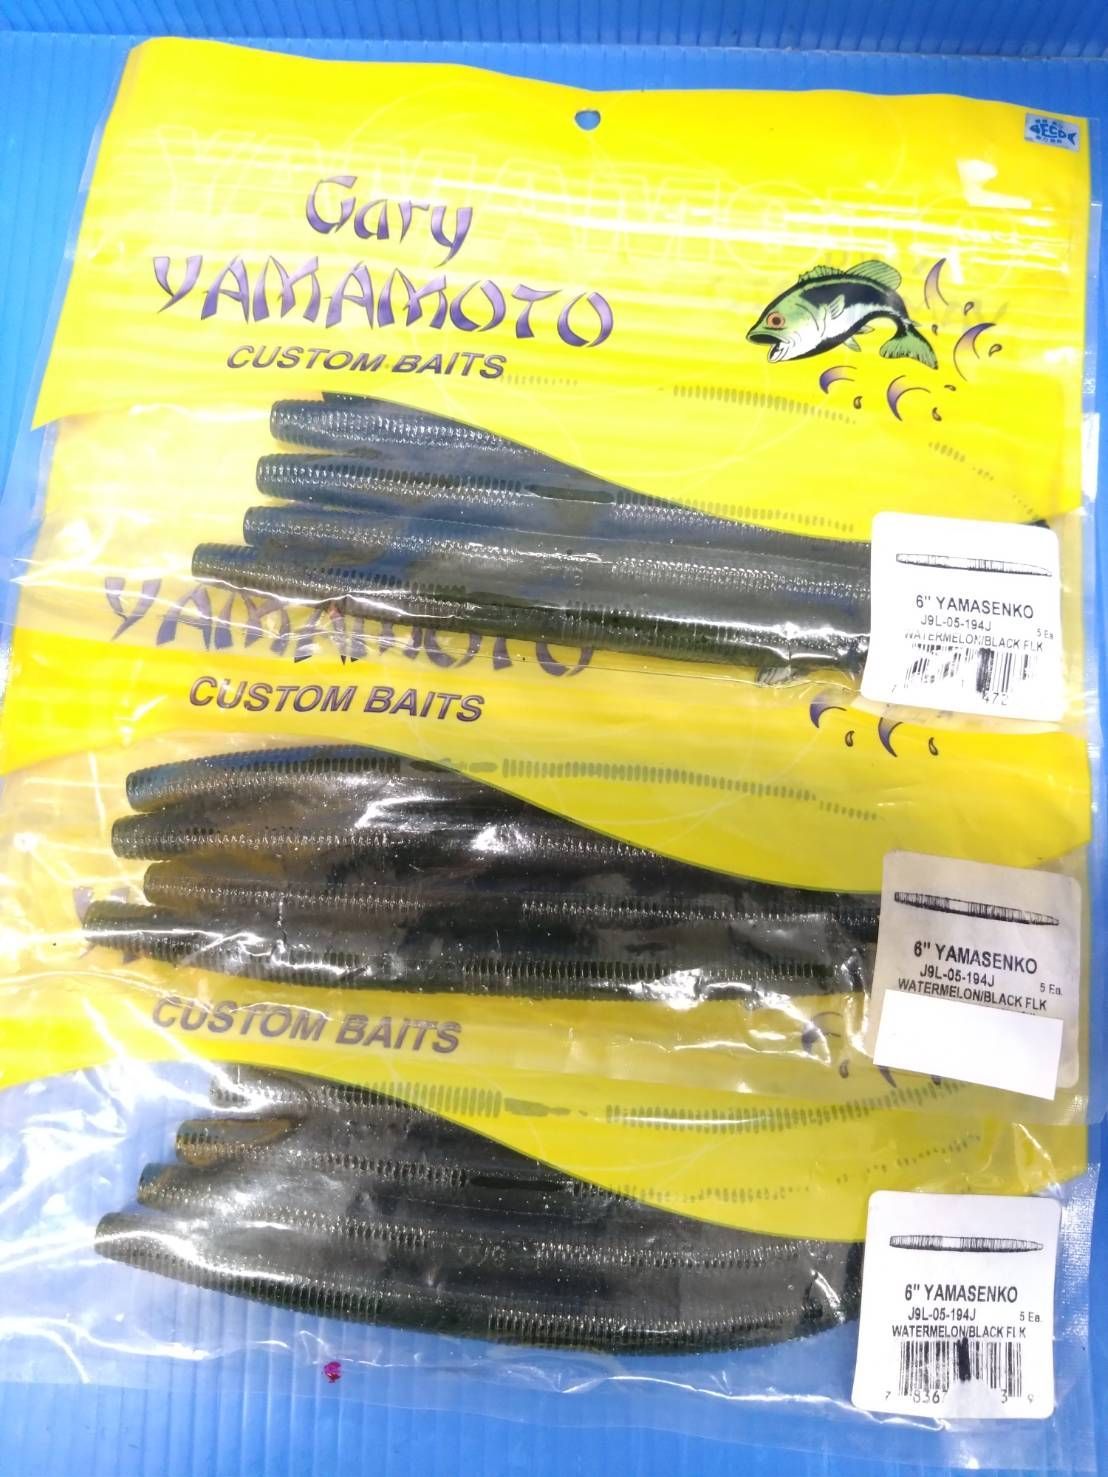 Gary
YAMAMOTO
CUSTOM BAITS
6" YAMASENKO
J9L-05-194J
5 Ea
WATERMELON/BLACK FLK
YAMAMOTO
CUSTOM BAITS
6" YAMASENKO
J9L-05-194J
5 Ea.
WATERMELON/BLACK FLK
CUSTOM BAITS
6" YAMASENKO
J9L-05-194J
5 Ea.
WATERMELON/BLACK FLK